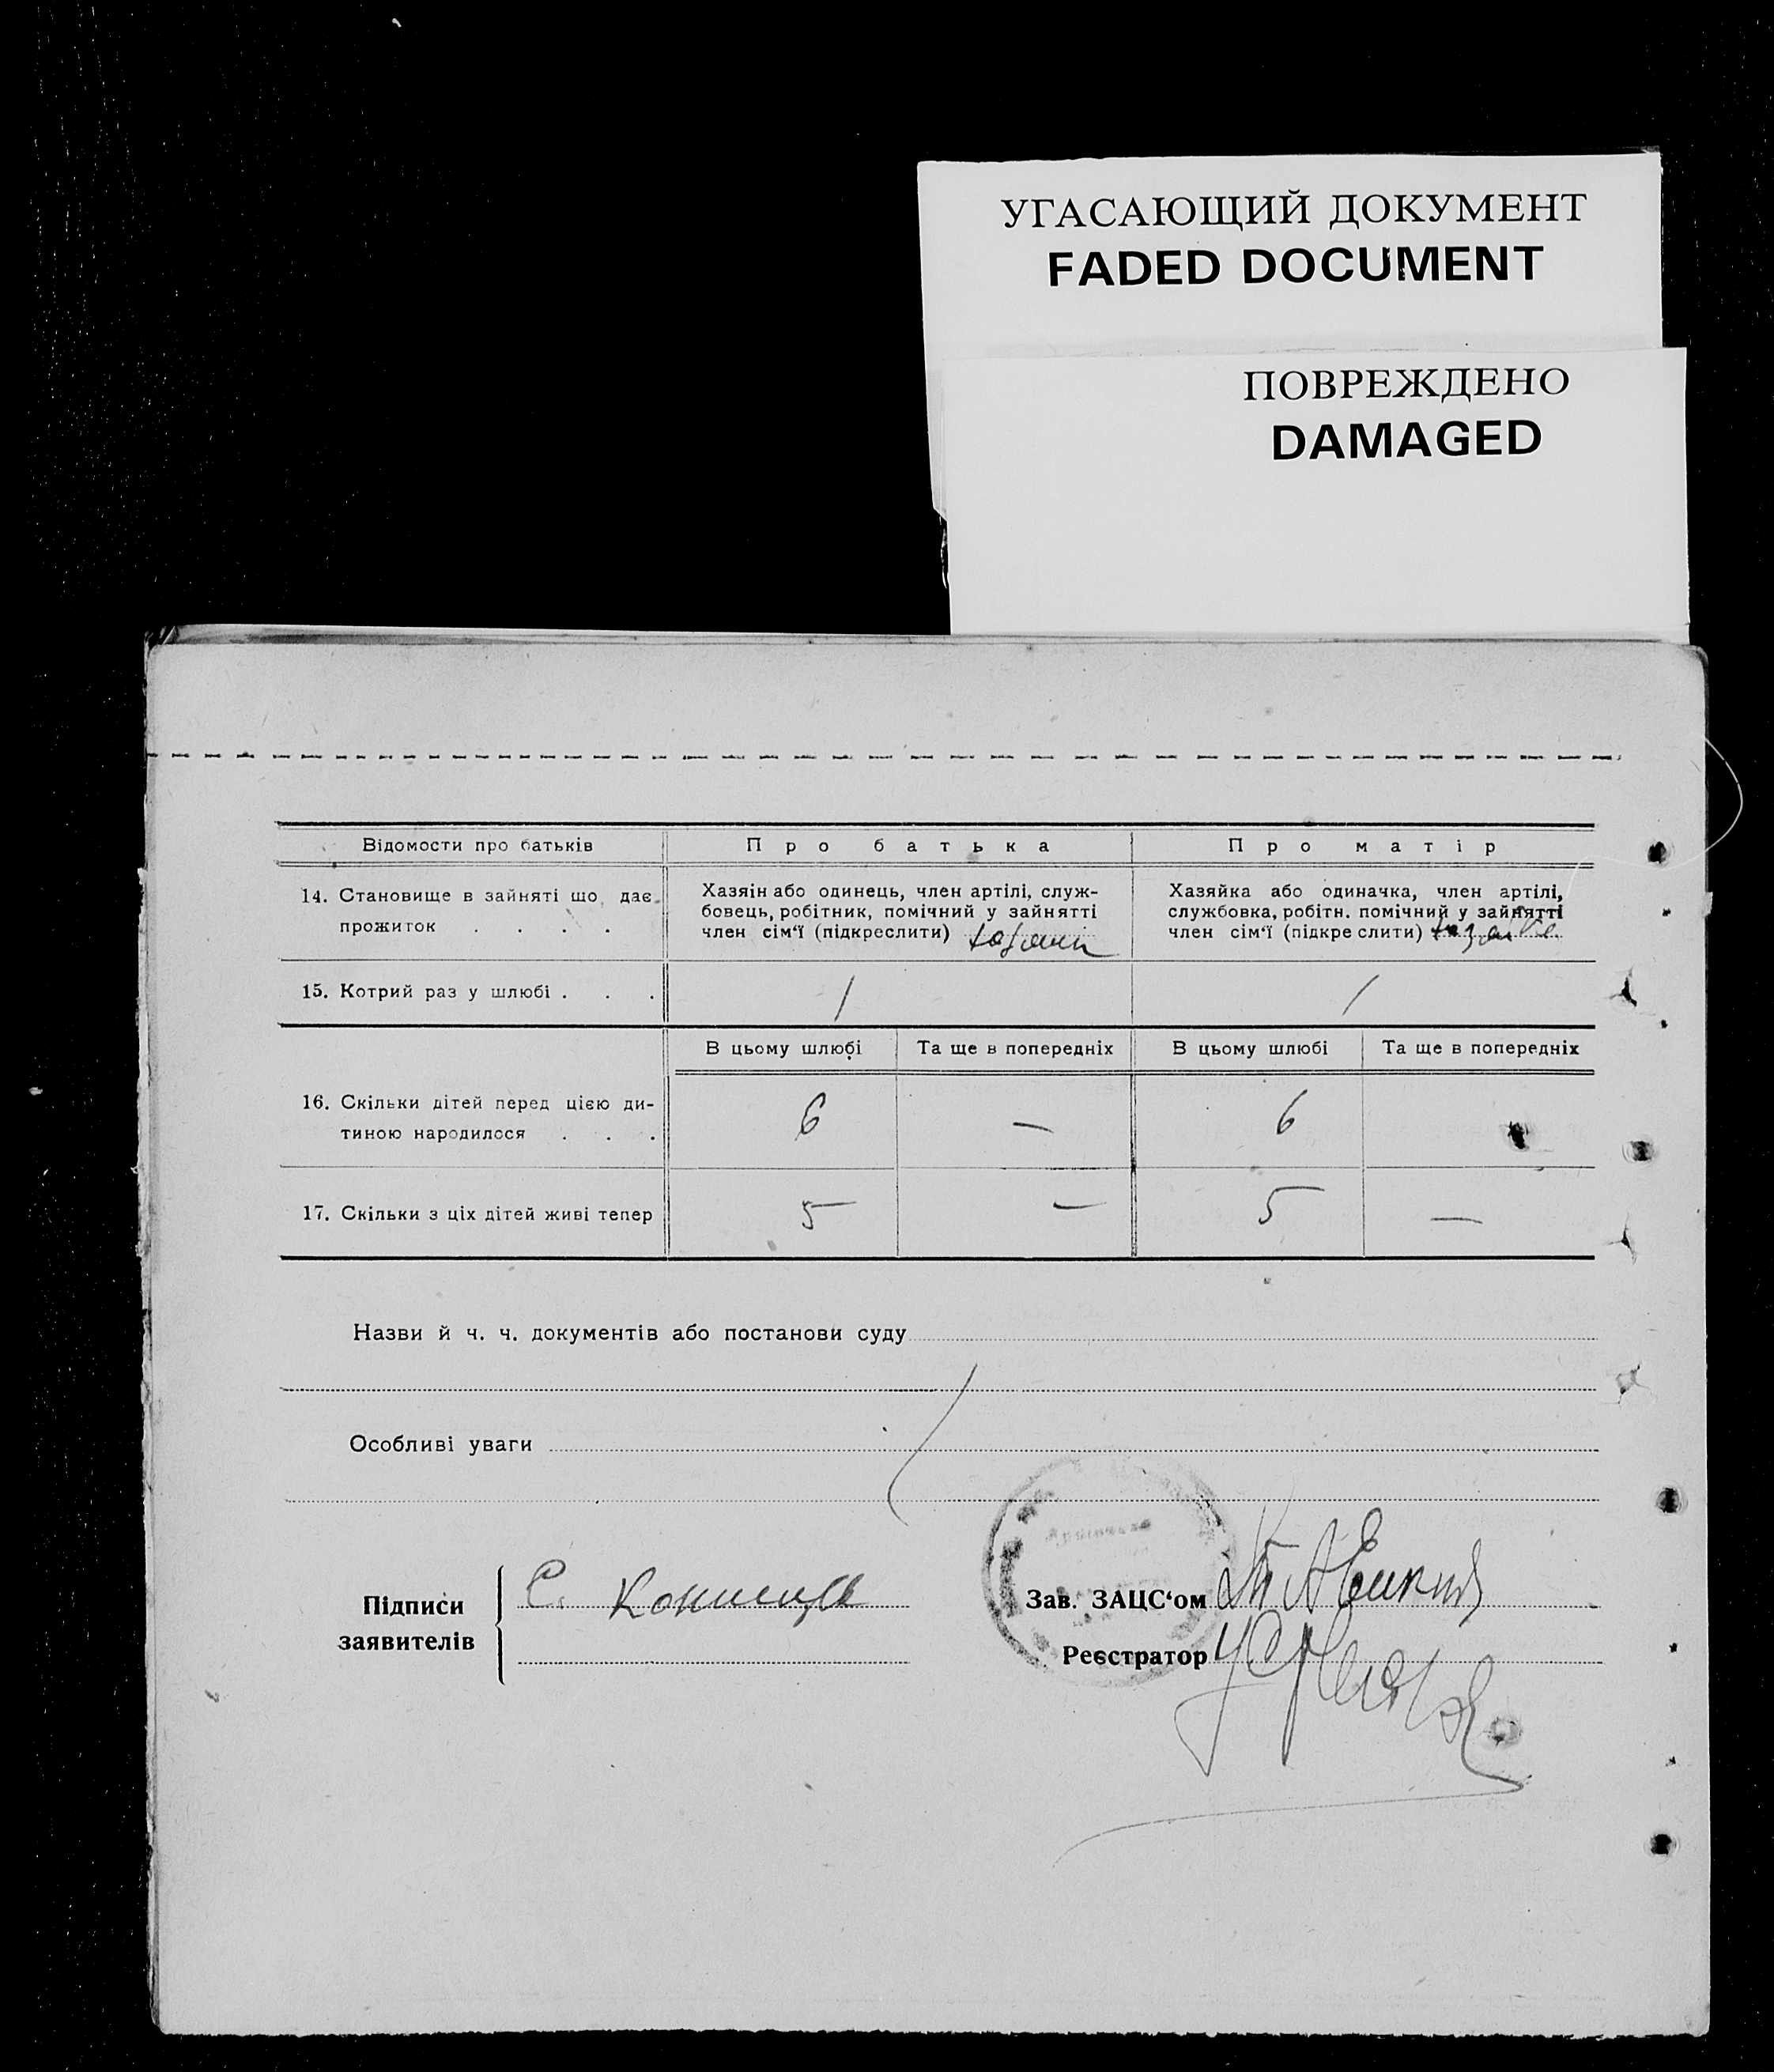 УГАСАЮЩИЙ ДОКУМЕНТ
FADED DOCUMENT
ПОВРЕЖДЕНО
DAMAGED
Відомости про батьків
Про батька
Про матір
14. Становище в зайняті що дає
прожиток . . . .
Хазяін або одинець, член артілі, служ-
бовець, робітник, помічний у зайнятті
член сім‘ї (підкреслити) хазяин
Хазяйка або одиначка, член артілі,
службовка, робітн. помічний у зайнятті
член сім‘ї (підкреслити) хазяйка
15. Котрий раз у шлюбі . . .
1
1
В цьому шлюбі
Та ще в попередніх
В цьому шлюбі
Та ще в попередніх
16. Скільки дітей перед цією ди-
тиною народилося . . .
6
—
6
17. Скільки з ціх дітей живі тепер
5
—
5
—
Назви й ч. ч. документів або постанови суду
Особливі уваги
Підписи
заявителів
С.
Зав. ЗАЦС‘ом
Реєстратор